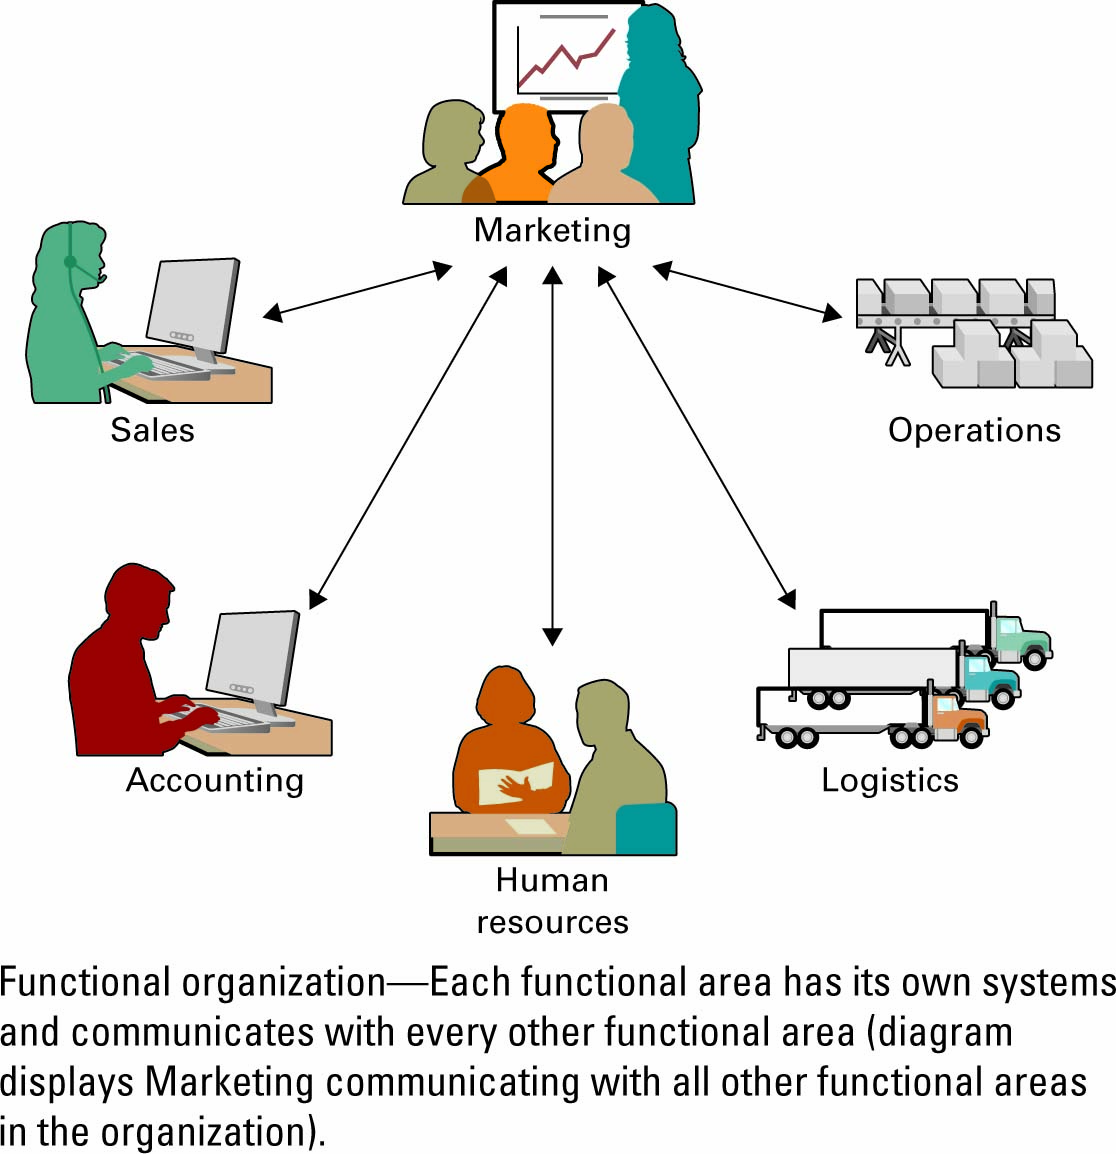 Marketing
Sales
Operations
Accounting
Logistics
Human
resources
Functional organization—Each functional area has its own systems
and communicates with every other functional area (diagram
displays Marketing communicating with all other functional areas
in the organization).